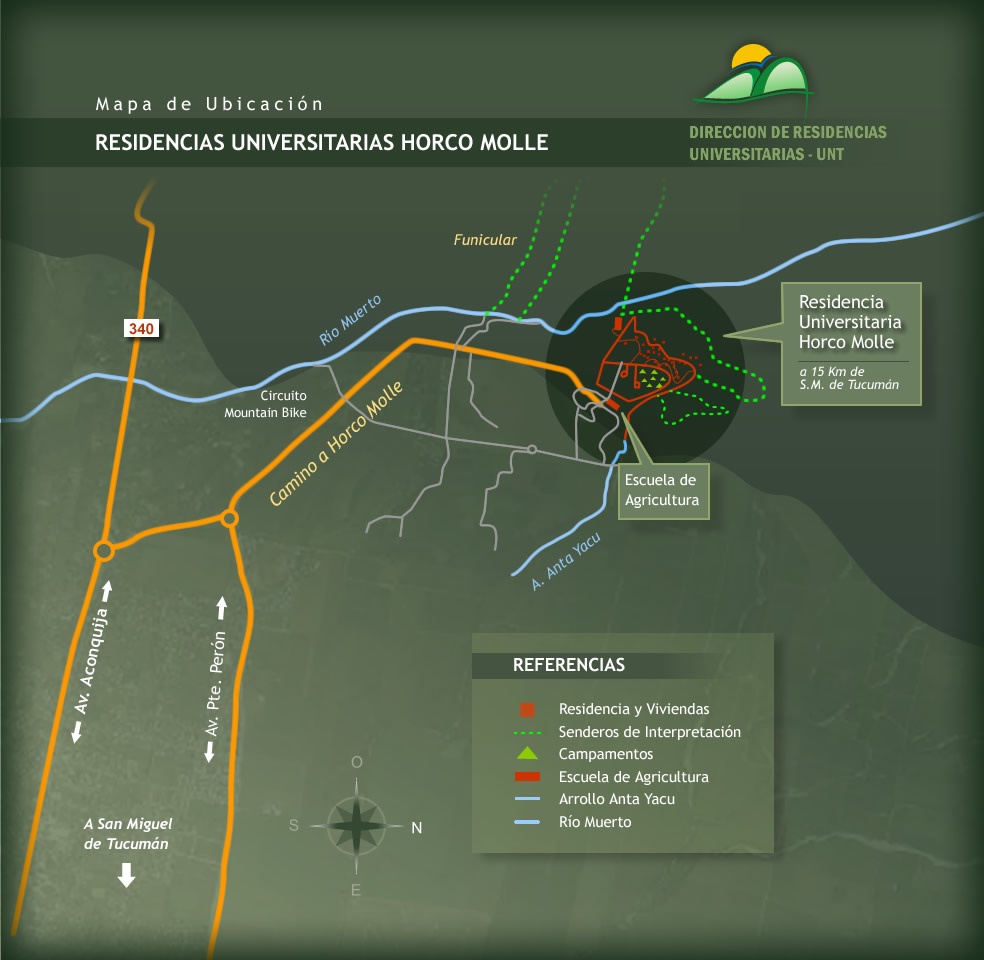 Mapa de Ubicación
RESIDENCIAS UNIVERSITARIAS HORCO MOLLE
DIRECCION DE RESIDENCIAS
UNIVERSITARIAS - UNT
Funicular
Río Muerto
340
Residencia
Universitaria
Horco Molle
a 15 Km de
S.M. de Tucumán
Circuito
Mountain Bike
Camino a Horco Molle
Escuela de
Agricultura
A. Anta Yacu
Av. Aconquija
Av. Pte. Perón
REFERENCIAS
Residencia y Viviendas
Senderos de Interpretación
Campamentos
Escuela de Agricultura
Arrollo Anta Yacu
Río Muerto
O
S
N
E
A San Miguel
de Tucumán